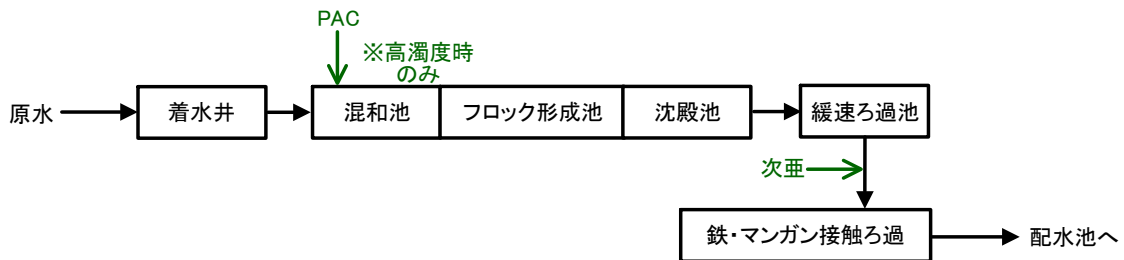 PAC
※高濁度時
のみ
原水
着水井
混和池
フロック形成池
沈殿池
緩速ろ過池
次亜
鉄・マンガン接触ろ過
配水池へ